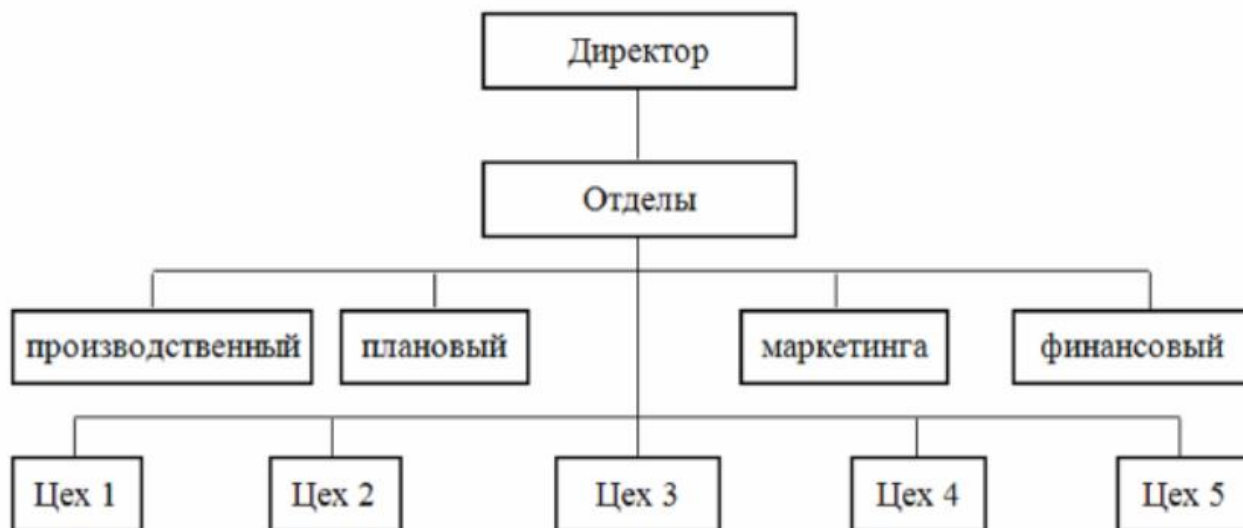 Директор
Отделы
производственный
плановый
маркетинга
финансовый
Цех 1
Цех 2
Цех 3
Цех 4
Цех 5